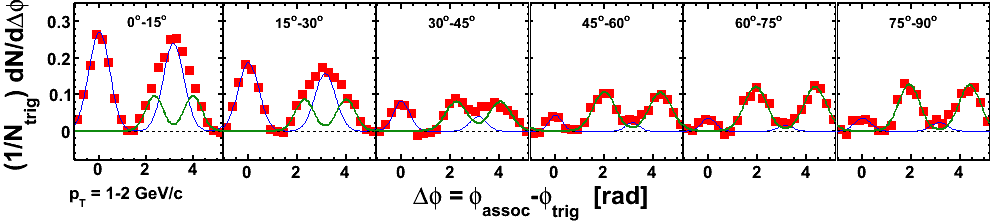 (1/N_trig) dN/dΔϕ
0.3
0.2
0.1
0
0°-15°
15°-30°
30°-45°
45°-60°
60°-75°
75°-90°
0 2 4 0 2 4 0 2 4 0 2 4 0 2 4 0 2 4
p_T = 1-2 GeV/c
Δϕ = ϕ_assoc-ϕ_trig [rad]